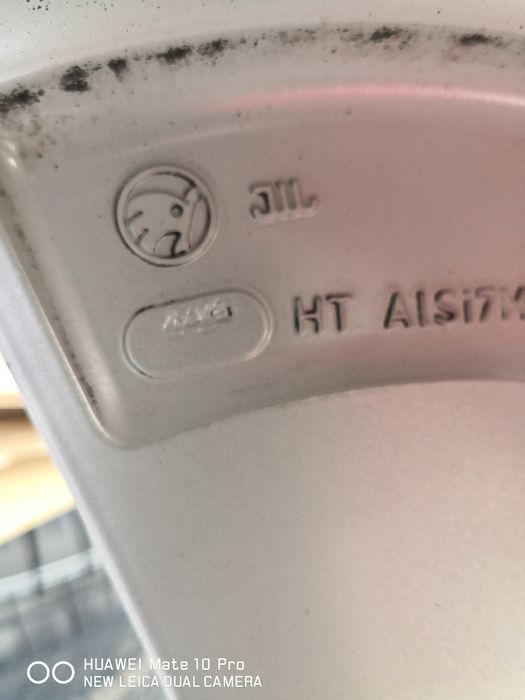 JIL
HT AlSi7M
HUAWEI Mate 10 Pro
NEW LEICA DUAL CAMERA